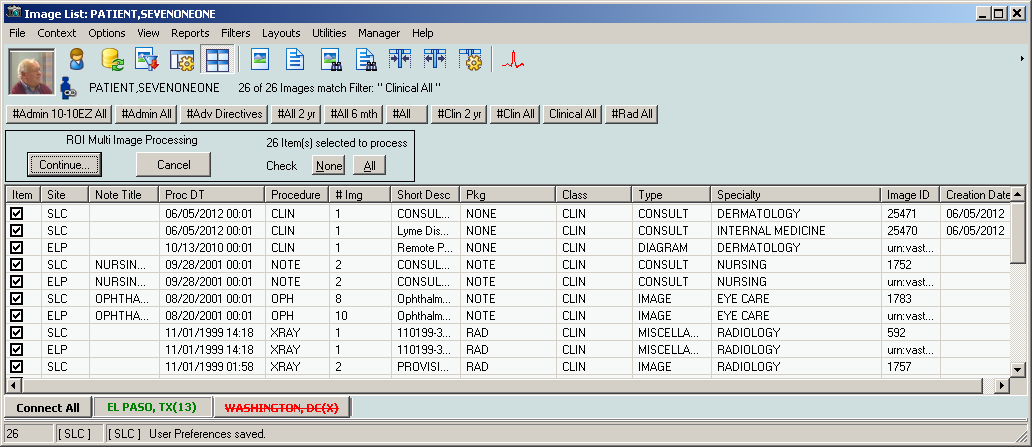 Image List: PATIENT,SEVENONEONE
File Context Options View Reports Filters Layouts Utilities Manager Help
PATIENT,SEVENONEONE 26 of 26 Images match Filter: " Clinical All "
#Admin 10-10EZ All #Admin All #Adv Directives #All 2 yr #All 6 mth #All #Clin 2 yr #Clin All Clinical All #Rad All
ROI Multi Image Processing 26 Item(s) selected to process
Continue... Cancel Check None All
Item Site Note Title Proc DT Procedure # Img Short Desc Pkg Class Type Specialty Image ID Creation Date
SLC 06/05/2012 00:01 CLIN 1 CONSUL... NONE CLIN CONSULT DERMATOLOGY 25471 06/05/2012
SLC 06/05/2012 00:01 CLIN 1 Lyme Dis... NONE CLIN CONSULT INTERNAL MEDICINE 25470 06/05/2012
ELP 10/13/2010 00:01 CLIN 1 Remote P... NONE CLIN DIAGRAM DERMATOLOGY urn:vast...
SLC NURSIN... 09/28/2001 00:01 NOTE 2 CONSUL... NOTE CLIN CONSULT NURSING 1752
ELP NURSIN... 09/28/2001 00:01 NOTE 2 CONSUL... NOTE CLIN CONSULT NURSING urn:vast...
SLC OPHTHA... 08/20/2001 00:01 OPH 8 Ophthalm... NOTE CLIN IMAGE EYE CARE 1783
ELP OPHTHA... 08/20/2001 00:01 OPH 10 Ophthalm... NOTE CLIN IMAGE EYE CARE urn:vast...
SLC 11/01/1999 14:18 XRAY 1 110199-3... RAD CLIN MISCELLA... RADIOLOGY 592
ELP 11/01/1999 14:18 XRAY 1 110199-3... RAD CLIN MISCELLA... RADIOLOGY urn:vast...
SLC 11/01/1999 01:58 XRAY 2 PROVISI... RAD CLIN IMAGE RADIOLOGY 1757
Connect All EL PASO, TX(13) WASHINGTON, DC(X)
26 [ SLC ] [ SLC ] User Preferences saved.